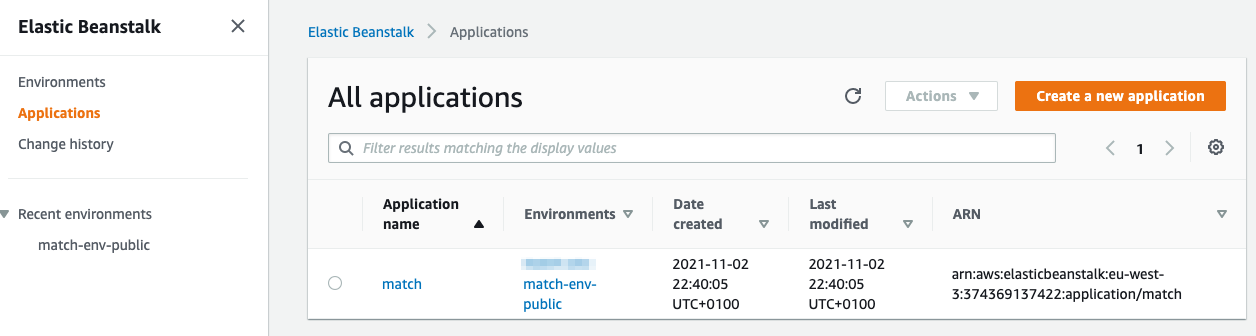 Elastic Beanstalk
Environments
Applications
Change history
Recent environments
match-env-public
Elastic Beanstalk
Applications
All applications
Actions
Create a new application
Filter results matching the display values
1
Application
name
Environments
Date
created
Last
modified
ARN
match
match-env-
public
2021-11-02
22:40:05
UTC+0100
2021-11-02
22:40:05
UTC+0100
arn:aws:elasticbeanstalk:eu-west-
3:374369137422:application/match